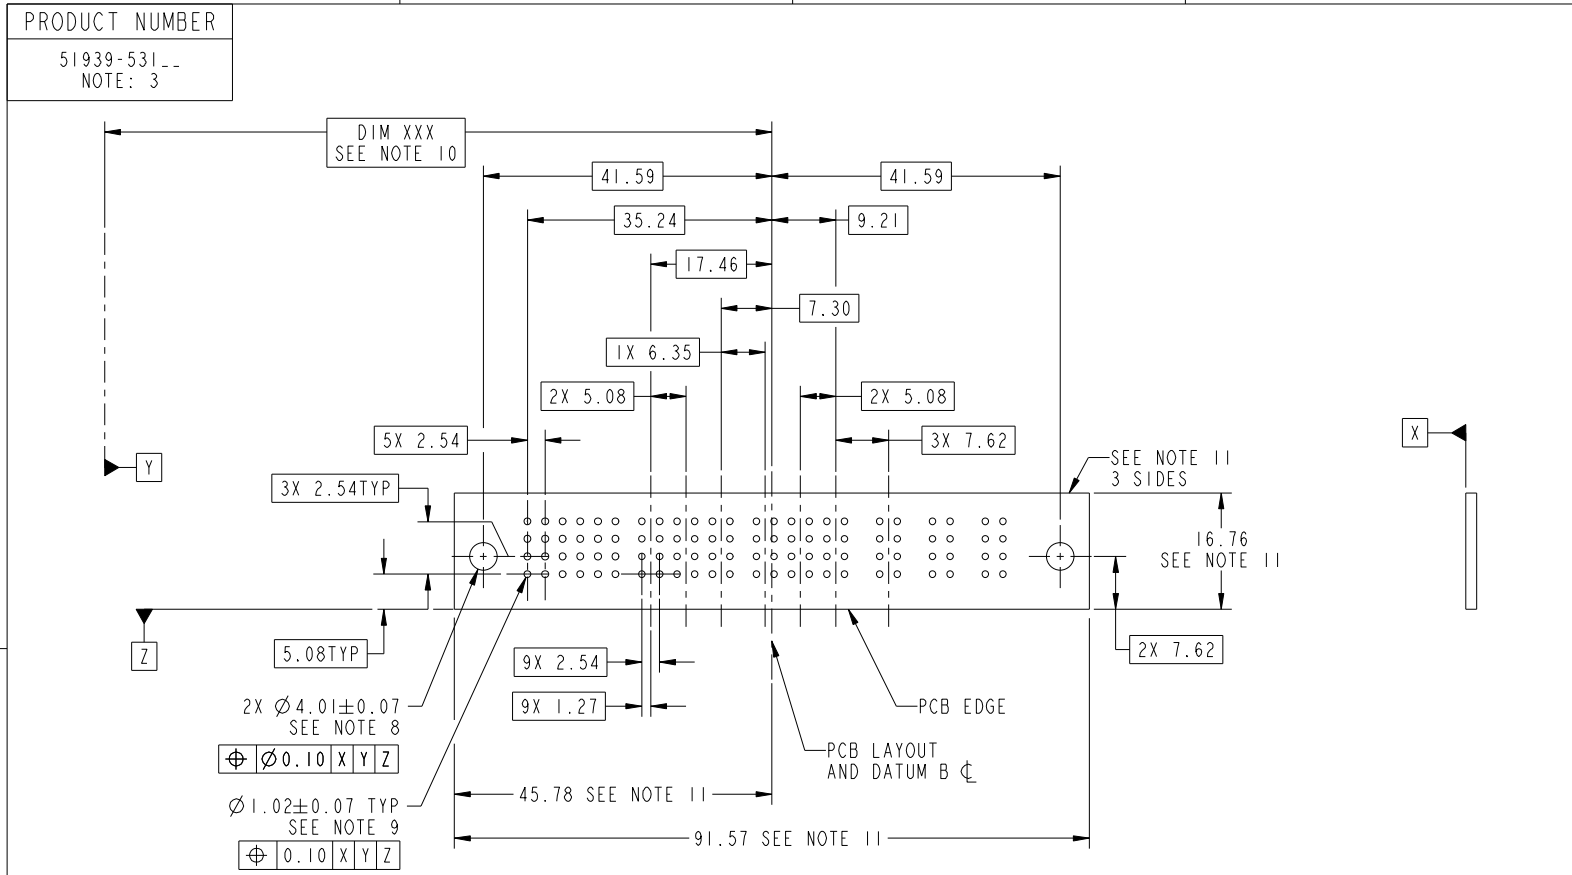 PRODUCT NUMBER
51939-531__
NOTE: 3
DIM XXX
SEE NOTE 10
41.59
41.59
35.24
9.21
17.46
7.30
1X 6.35
2X 5.08
2X 5.08
5X 2.54
3X 7.62
X
Y
SEE NOTE 11
3 SIDES
3X 2.54TYP
16.76
SEE NOTE 11
Z
5.08TYP
9X 2.54
2X 7.62
2X Ø4.01±0.07
SEE NOTE 8
9X 1.27
PCB EDGE
⌖ Ø0.10 X Y Z
PCB LAYOUT
AND DATUM B ℄
45.78 SEE NOTE 11
Ø1.02±0.07 TYP
SEE NOTE 9
91.57 SEE NOTE 11
⌖ 0.10 X Y Z